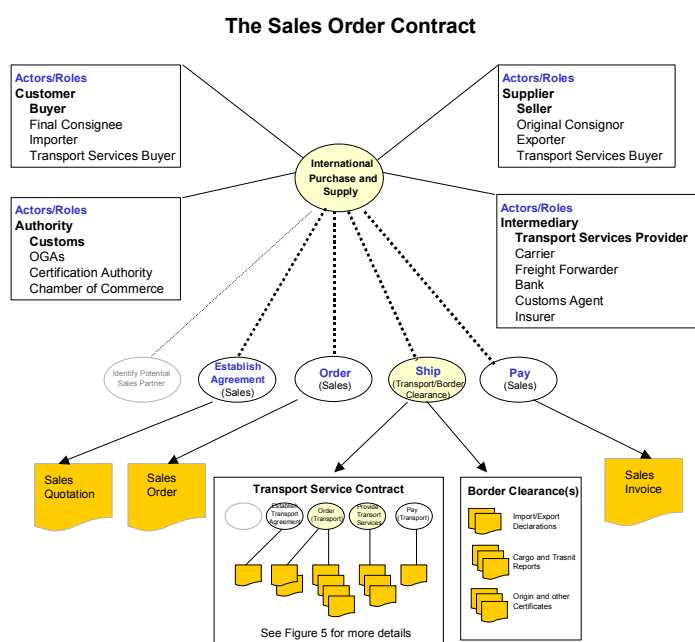 The Sales Order Contract
Actors/Roles
Customer
Buyer
Final Consignee
Importer
Transport Services Buyer
Actors/Roles
Supplier
Seller
Original Consignor
Exporter
Transport Services Buyer
International
Purchase and
Supply
Actors/Roles
Authority
Customs
OGAs
Certification Authority
Chamber of Commerce
Actors/Roles
Intermediary
Transport Services Provider
Carrier
Freight Forwarder
Bank
Customs Agent
Insurer
Identify Potential
Sales Partner
Establish
Agreement
(Sales)
Order
(Sales)
Ship
(Transport/Border
Clearance)
Pay
(Sales)
Sales
Quotation
Sales
Order
Sales
Invoice
Transport Service Contract
Establish
Transport
Agreement
Order
(Transport)
Provide
Transort
Services
Pay
(Transport)
See Figure 5 for more details
Border Clearance(s)
Import/Export
Declarations
Cargo and Trasnit
Reports
Origin and other
Certificates